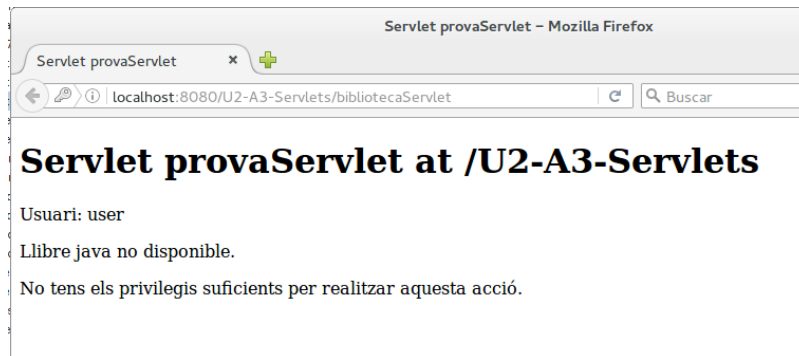 Servlet provaServlet – Mozilla Firefox
Servlet provaServlet
localhost:8080/U2-A3-Servlets/bibliotecaServlet
Buscar
Servlet provaServlet at /U2-A3-Servlets
Usuari: user
Llibre java no disponible.
No tens els privilegis suficients per realitzar aquesta acció.